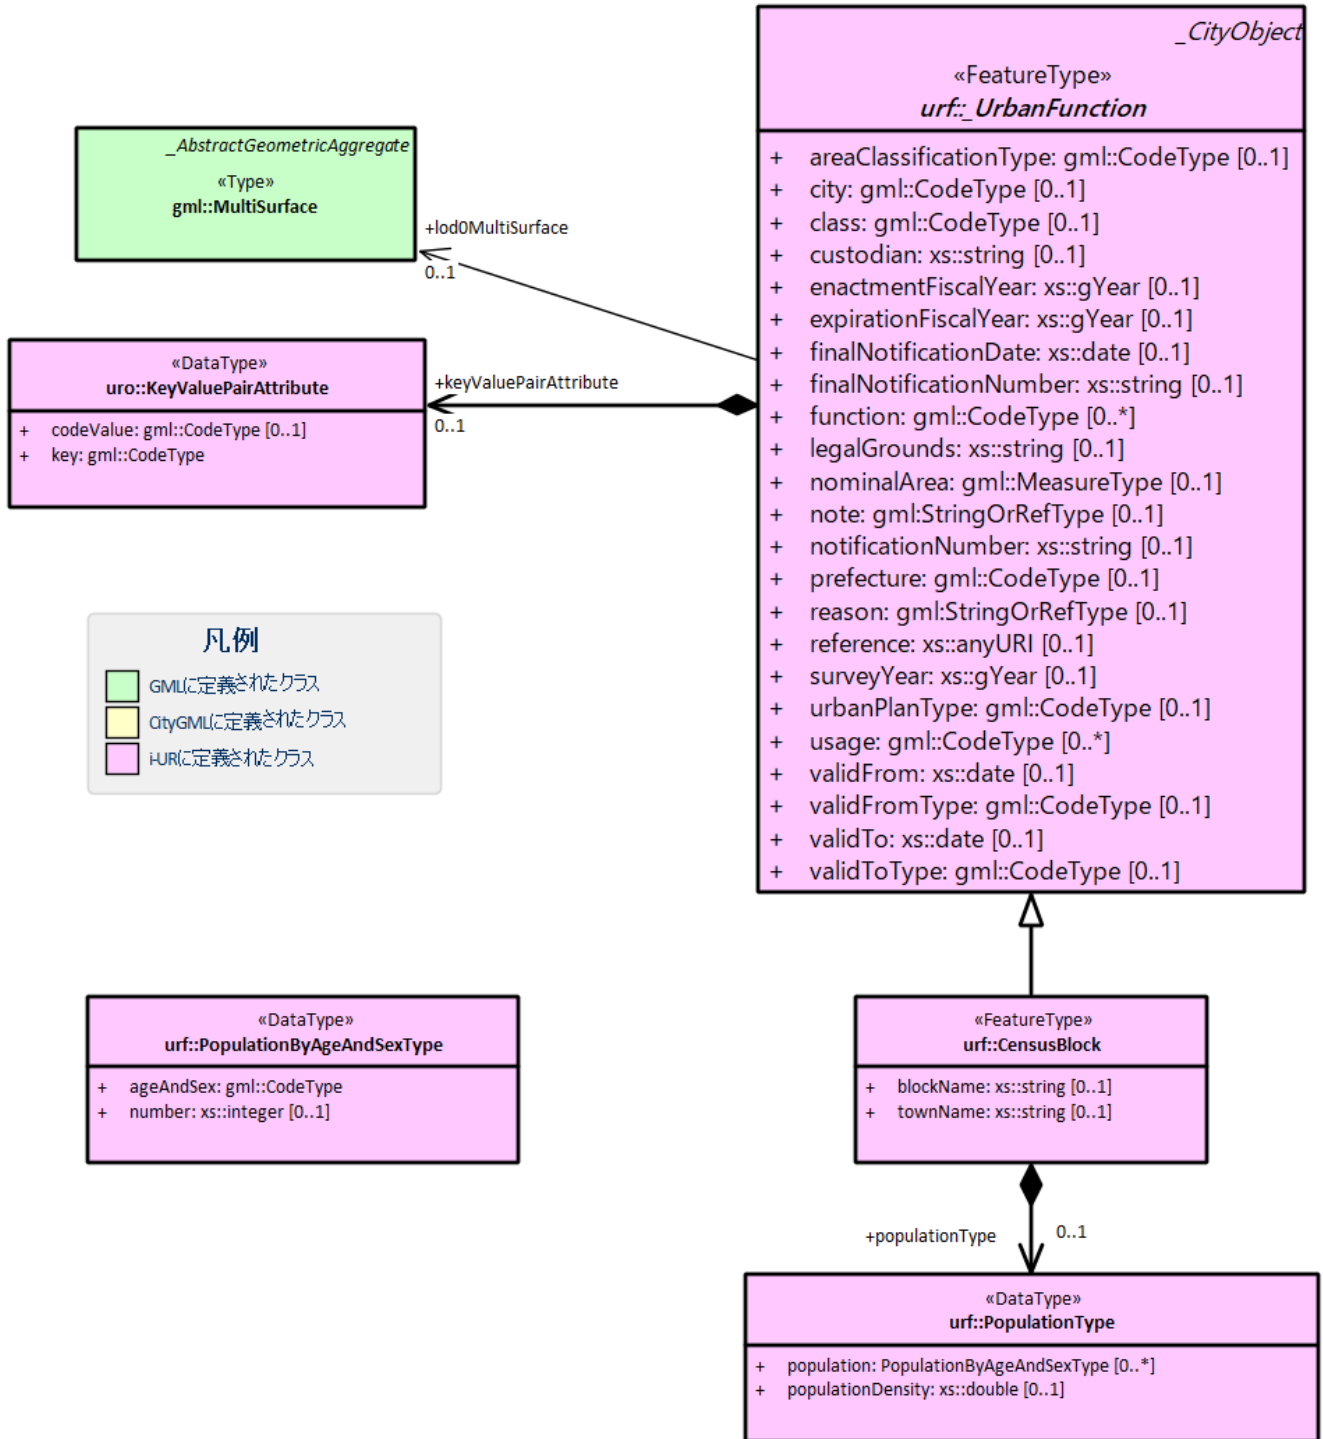 _CityObject
«FeatureType»
urf::_UrbanFunction
+ areaClassificationType: gml::CodeType [0..1]
+ city: gml::CodeType [0..1]
+ class: gml::CodeType [0..1]
+ custodian: xs::string [0..1]
+ enactmentFiscalYear: xs::gYear [0..1]
+ expirationFiscalYear: xs::gYear [0..1]
+ finalNotificationDate: xs::date [0..1]
+ finalNotificationNumber: xs::string [0..1]
+ function: gml::CodeType [0..*]
+ legalGrounds: xs::string [0..1]
+ nominalArea: gml::MeasureType [0..1]
+ note: gml:StringOrRefType [0..1]
+ notificationNumber: xs::string [0..1]
+ prefecture: gml::CodeType [0..1]
+ reason: gml:StringOrRefType [0..1]
+ reference: xs::anyURI [0..1]
+ surveyYear: xs::gYear [0..1]
+ urbanPlanType: gml::CodeType [0..1]
+ usage: gml::CodeType [0..*]
+ validFrom: xs::date [0..1]
+ validFromType: gml::CodeType [0..1]
+ validTo: xs::date [0..1]
+ validToType: gml::CodeType [0..1]
_AbstractGeometricAggregate
«Type»
gml::MultiSurface
+lod0MultiSurface
0..1
«DataType»
uro::KeyValuePairAttribute
+ codeValue: gml::CodeType [0..1]
+ key: gml::CodeType
+keyValuePairAttribute
0..1
凡例
GMLに定義されたクラス
CityGMLに定義されたクラス
i-URに定義されたクラス
«DataType»
urf::PopulationByAgeAndSexType
+ ageAndSex: gml::CodeType
+ number: xs::integer [0..1]
«FeatureType»
urf::CensusBlock
+ blockName: xs::string [0..1]
+ townName: xs::string [0..1]
+populationType
0..1
«DataType»
urf::PopulationType
+ population: PopulationByAgeAndSexType [0..*]
+ populationDensity: xs::double [0..1]